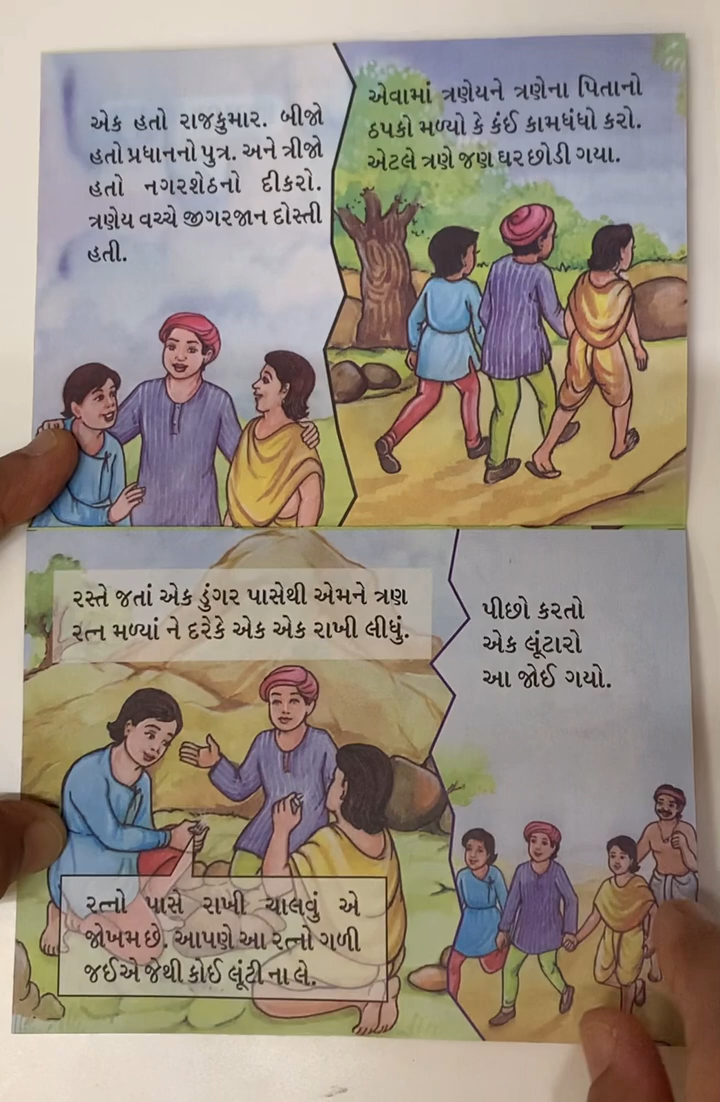 એક હતો રાજકુમાર. બીજો
હતો પ્રધાનનો પુત્ર. અને ત્રીજો
હતો નગરશેઠનો દીકરો.
ત્રણેય વચ્ચે જીગરજાન દોસ્તી
હતી.
એવામાં ત્રણેયને ત્રણેના પિતાનો
ઠપકો મળ્યો કે કંઈ કામધંધો કરો.
એટલે ત્રણે જણ ઘર છોડી ગયા.
રસ્તે જતાં એક ડુંગર પાસેથી એમને ત્રણ
રત્ન મળ્યાં ને દરેકે એક એક રાખી લીધું.
રત્નો પાસે રાખી ચાલવું એ
જોખમ છે. આપણે આ રત્નો ગળી
જઈએ જેથી કોઈ લૂંટી ના લે.
પીછો કરતો
એક લૂંટારો
આ જોઈ ગયો.